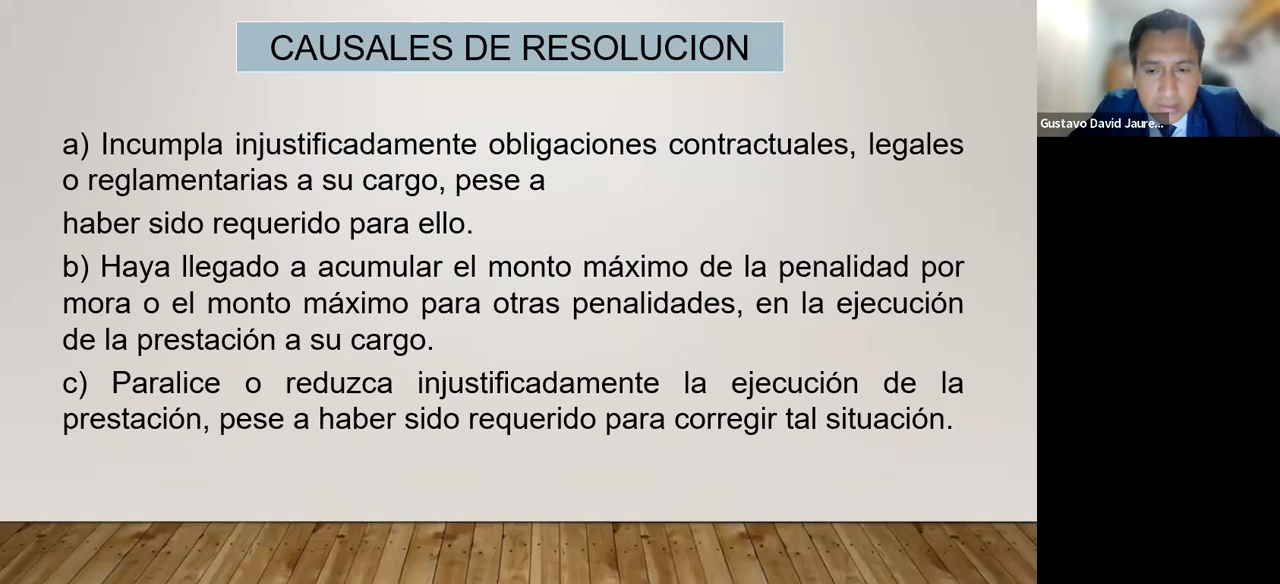 CAUSALES DE RESOLUCION
a) Incumpla injustificadamente obligaciones contractuales, legales
o reglamentarias a su cargo, pese a
haber sido requerido para ello.
b) Haya llegado a acumular el monto máximo de la penalidad por
mora o el monto máximo para otras penalidades, en la ejecución
de la prestación a su cargo.
c) Paralice o reduzca injustificadamente la ejecución de la
prestación, pese a haber sido requerido para corregir tal situación.
Gustavo David Jaure...